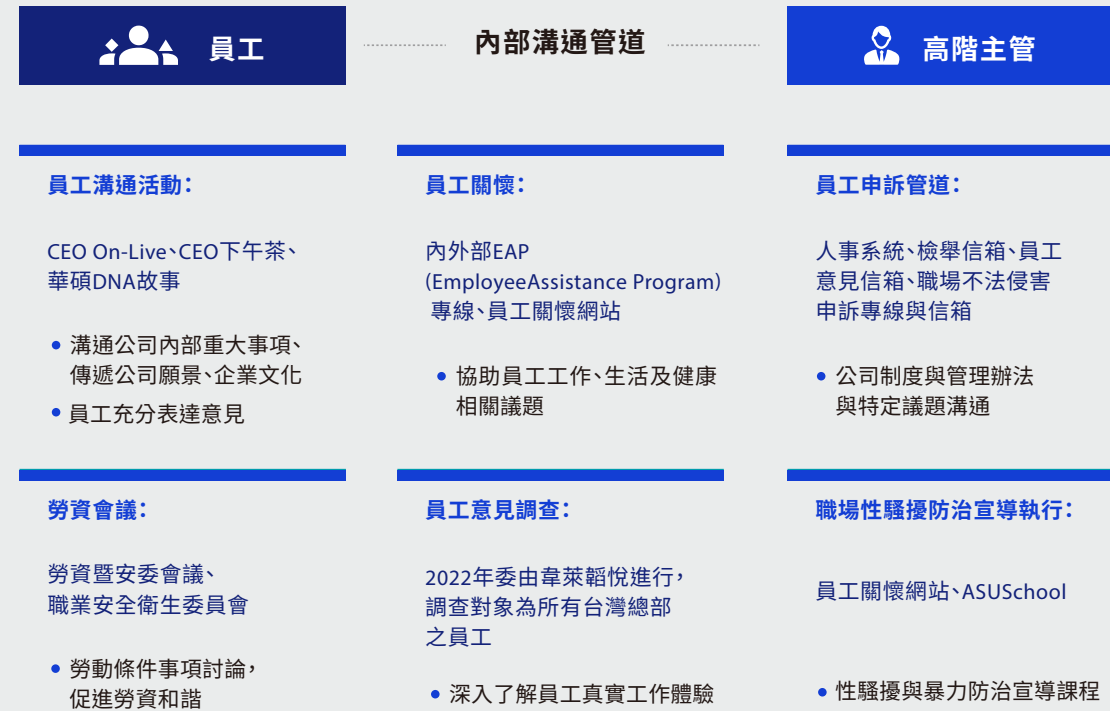 員工
內部溝通管道
高階主管
員工溝通活動：
CEO On-Live、CEO下午茶、
華碩DNA故事
溝通公司內部重大事項、
傳遞公司願景、企業文化
員工充分表達意見
員工關懷：
內外部EAP
(EmployeeAssistance Program)
專線、員工關懷網站
協助員工工作、生活及健康
相關議題
員工申訴管道：
人事系統、檢舉信箱、員工
意見信箱、職場不法侵害
申訴專線與信箱
公司制度與管理辦法
與特定議題溝通
勞資會議：
勞資暨安委會議、
職業安全衛生委員會
勞動條件事項討論，
促進勞資和諧
員工意見調查：
2022年委由韋萊韜悅進行，
調查對象為所有台灣總部
之員工
深入了解員工真實工作體驗
職場性騷擾防治宣導執行：
員工關懷網站、ASUSchool
性騷擾與暴力防治宣導課程